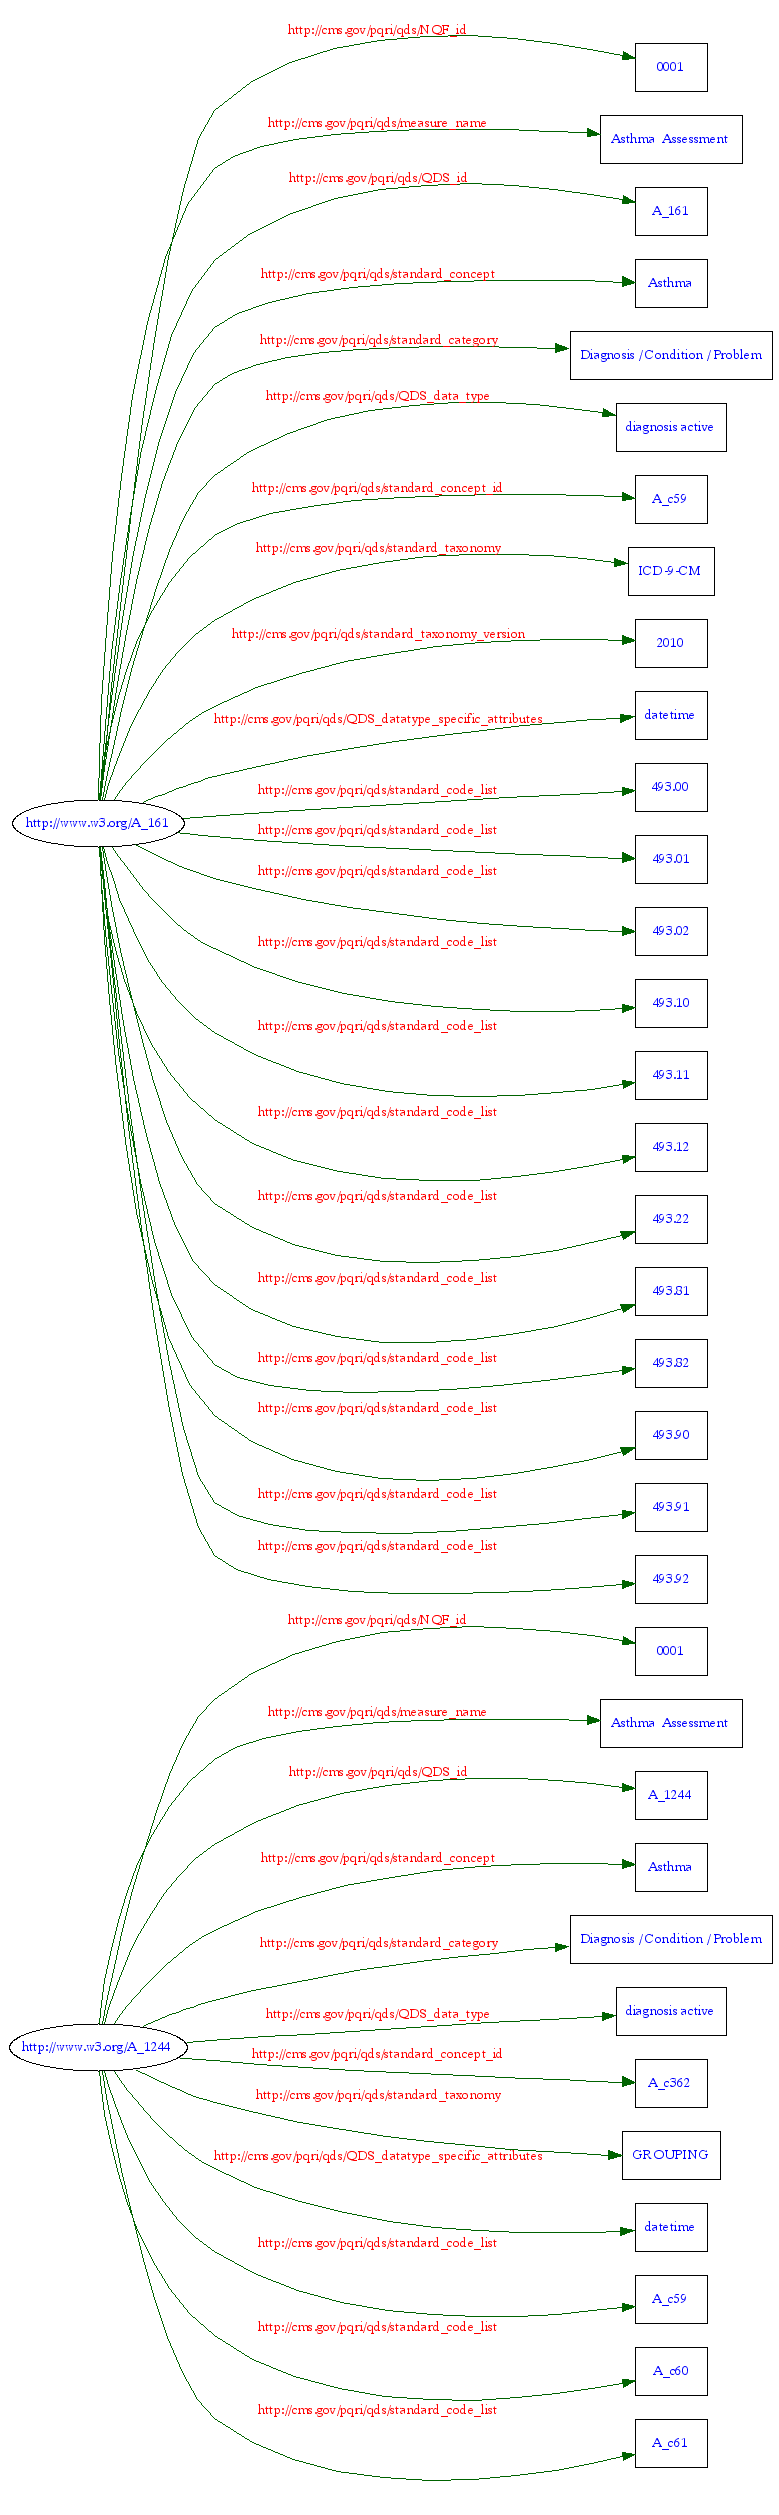 http://cms.gov/pqri/qds/NQF_id
0001
http://cms.gov/pqri/qds/measure_name
Asthma Assessment
http://cms.gov/pqri/qds/QDS_id
A_161
http://cms.gov/pqri/qds/standard_concept
Asthma
http://cms.gov/pqri/qds/standard_category
Diagnosis/Condition/Problem
http://cms.gov/pqri/qds/QDS_data_type
diagnosis active
http://cms.gov/pqri/qds/standard_concept_id
A_c59
http://cms.gov/pqri/qds/standard_taxonomy
ICD-9-CM
http://cms.gov/pqri/qds/standard_taxonomy_version
2010
http://cms.gov/pqri/qds/QDS_datatype_specific_attributes
datetime
http://cms.gov/pqri/qds/standard_code_list
493.00
http://www.w3.org/A_161
http://cms.gov/pqri/qds/standard_code_list
493.01
http://cms.gov/pqri/qds/standard_code_list
493.02
http://cms.gov/pqri/qds/standard_code_list
493.10
http://cms.gov/pqri/qds/standard_code_list
493.11
http://cms.gov/pqri/qds/standard_code_list
493.12
http://cms.gov/pqri/qds/standard_code_list
493.22
http://cms.gov/pqri/qds/standard_code_list
493.81
http://cms.gov/pqri/qds/standard_code_list
493.82
http://cms.gov/pqri/qds/standard_code_list
493.90
http://cms.gov/pqri/qds/standard_code_list
493.91
http://cms.gov/pqri/qds/standard_code_list
493.92
http://cms.gov/pqri/qds/NQF_id
0001
http://cms.gov/pqri/qds/measure_name
Asthma Assessment
http://cms.gov/pqri/qds/QDS_id
A_1244
http://cms.gov/pqri/qds/standard_concept
Asthma
http://cms.gov/pqri/qds/standard_category
Diagnosis/Condition/Problem
http://cms.gov/pqri/qds/QDS_data_type
diagnosis active
http://www.w3.org/A_1244
http://cms.gov/pqri/qds/standard_concept_id
A_c362
http://cms.gov/pqri/qds/standard_taxonomy
GROUPING
http://cms.gov/pqri/qds/QDS_datatype_specific_attributes
datetime
http://cms.gov/pqri/qds/standard_code_list
A_c59
http://cms.gov/pqri/qds/standard_code_list
A_c60
http://cms.gov/pqri/qds/standard_code_list
A_c61